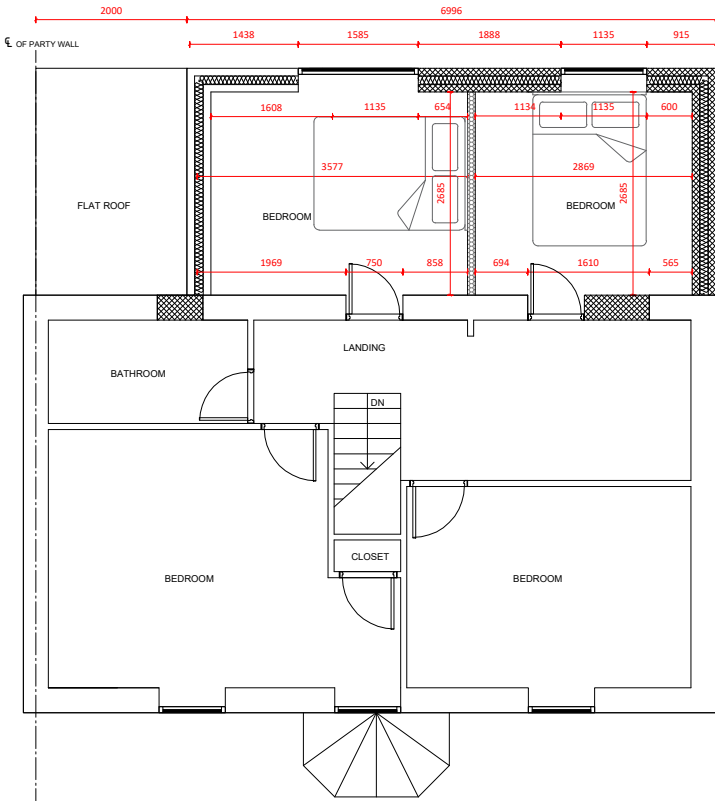 2000 6996
℄ OF PARTY WALL
1438 1585 1888 1135 915
1608 1135 654 1134 1135 600
3577 2869
2685 2685
FLAT ROOF
BEDROOM
BEDROOM
1969 750 858 694 1610 565
LANDING
BATHROOM
DN
CLOSET
BEDROOM
BEDROOM